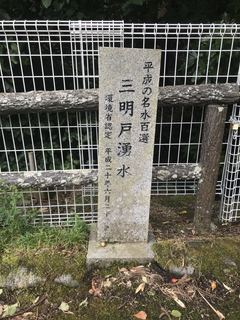 平成の名水百選
三明戸湧水
環境省認定 平成二十年六月